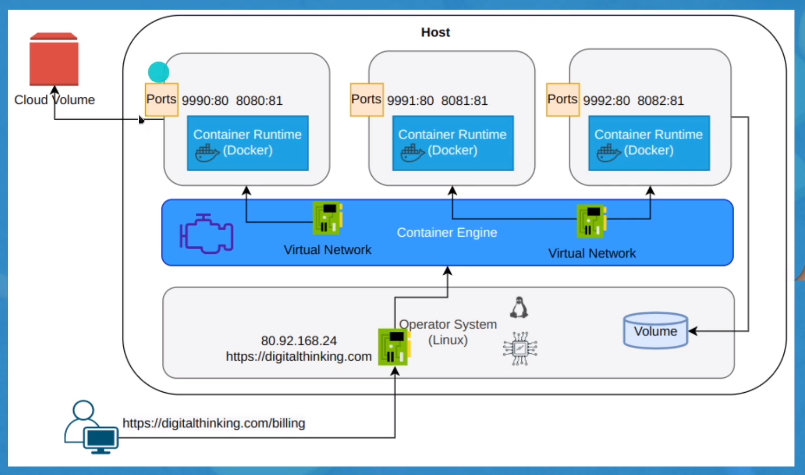 Host
Cloud Volume
Ports
9990:80 8080:81
Container Runtime
(Docker)
Ports
9991:80 8081:81
Container Runtime
(Docker)
Ports
9992:80 8082:81
Container Runtime
(Docker)
Virtual Network
Container Engine
Virtual Network
80.92.168.24
https://digitalthinking.com
Operator System
(Linux)
Volume
https://digitalthinking.com/billing